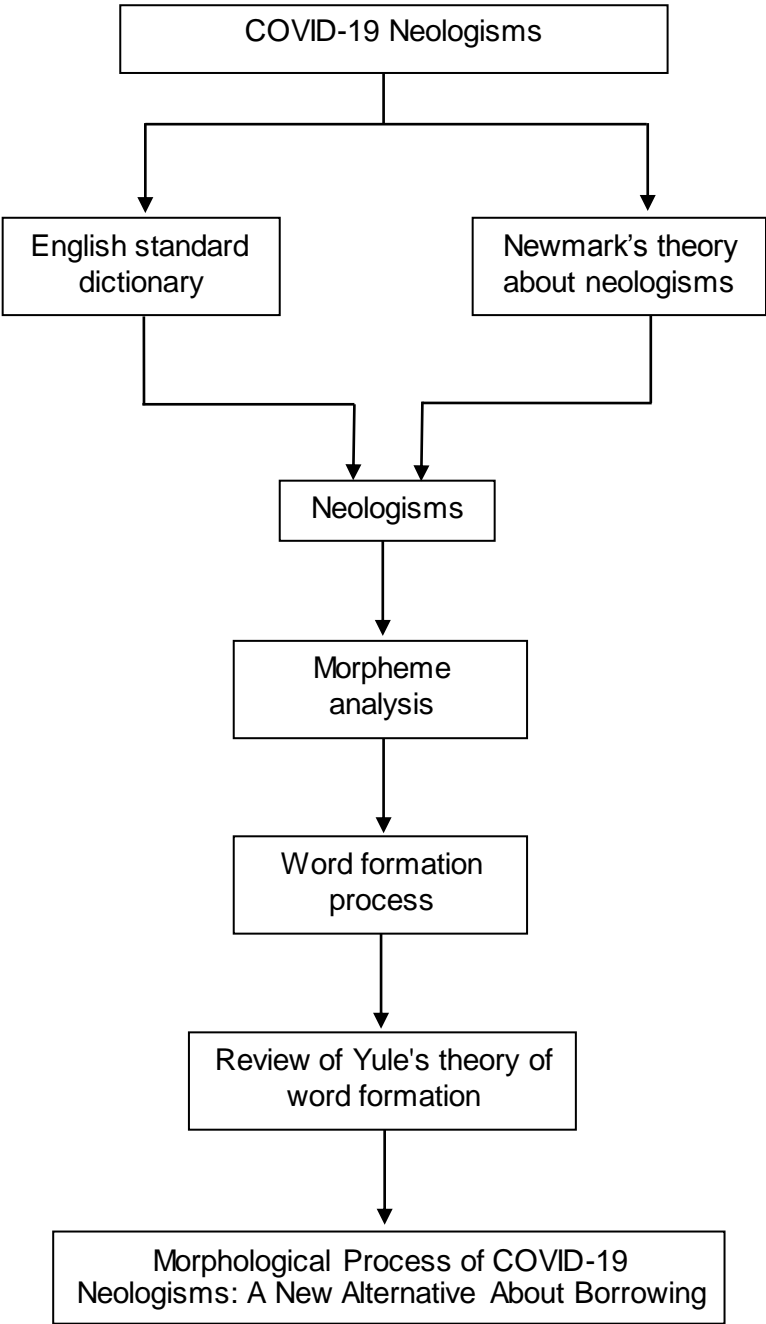 COVID-19 Neologisms
English standard
dictionary
Newmark’s theory
about neologisms
Neologisms
Morpheme
analysis
Word formation
process
Review of Yule's theory of
word formation
Morphological Process of COVID-19
Neologisms: A New Alternative About Borrowing